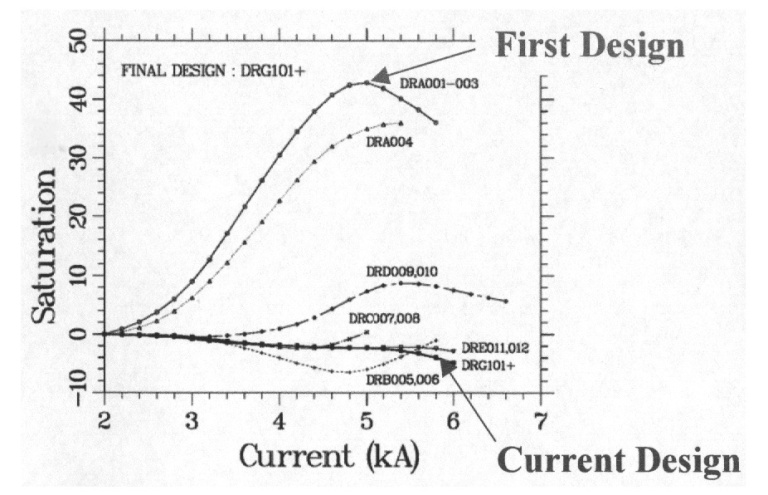 First Design
FINAL DESIGN : DRG101+
DRA001-003
DRA004
DRD009,010
DRC007,008
DRE011,012
DRG101+
DRB005,006
Saturation
50
40
30
20
10
0
-10
2
3
4
5
6
7
Current (kA)
Current Design